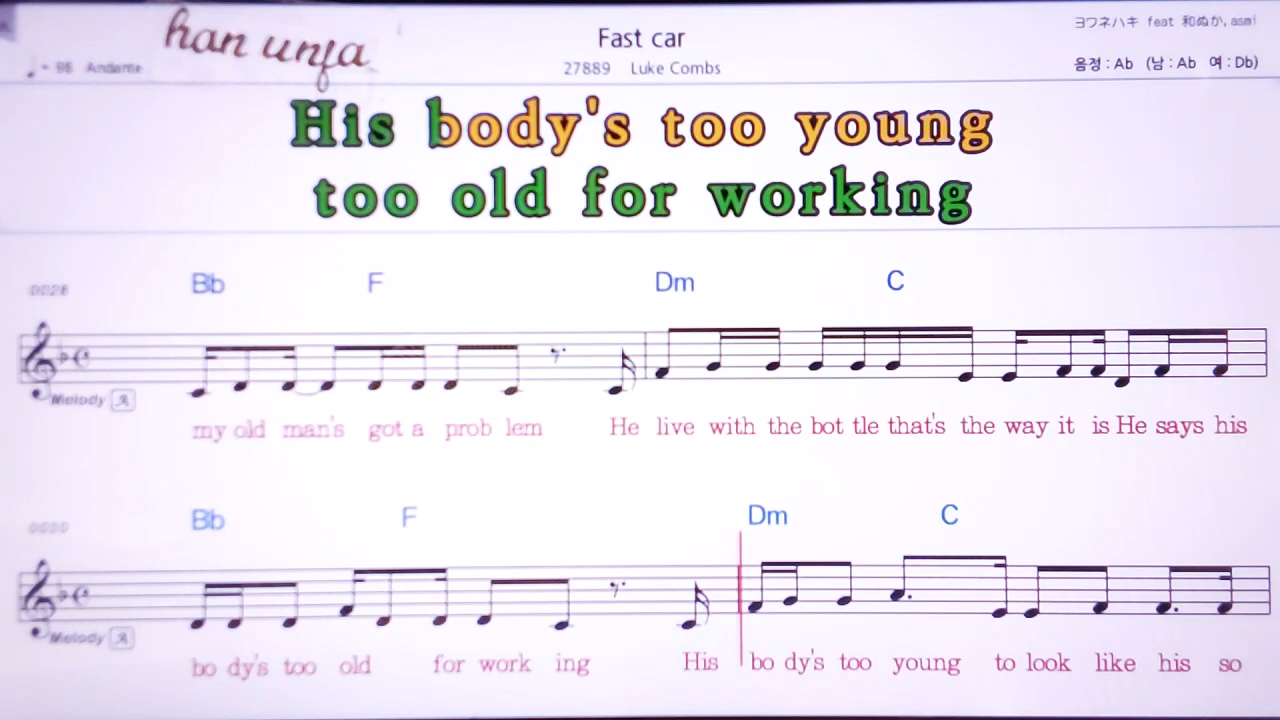 han unja
Fast car
27889 Luke Combs
ヨワネハキ feat 和ぬか, asmi
♩= 98 Andante
음정 : Ab (남 : Ab 여 : Db)
His body's too young
too old for working
0028
Bb F Dm C
Melody A
my old man's got a prob lem He live with the bot tle that's the way it is He says his
Bb F Dm C
Melody A
bo dy's too old for work ing His bo dy's too young to look like his so